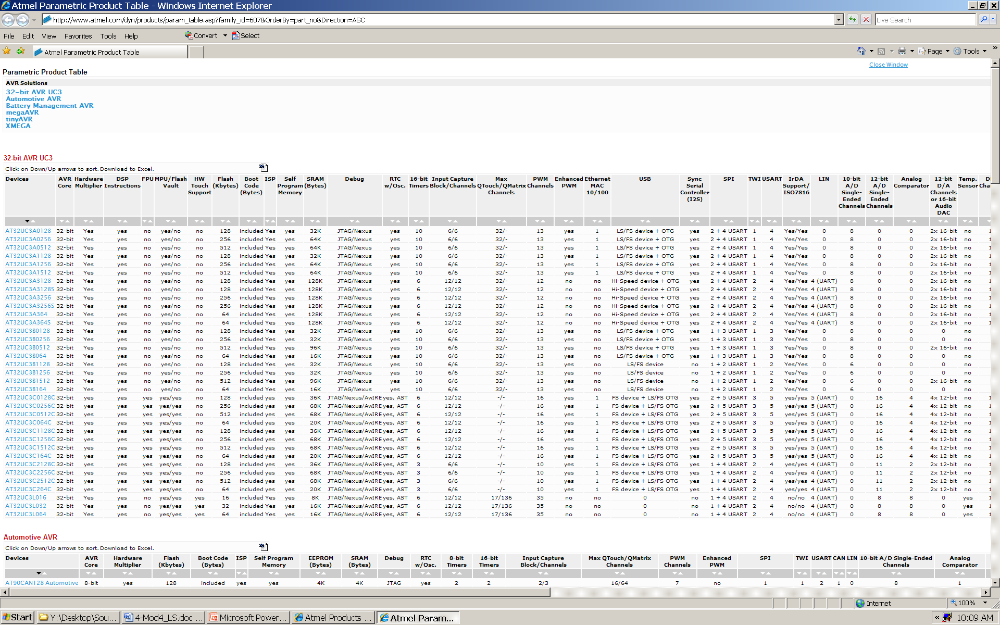 Atmel Parametric Product Table - Windows Internet Explorer
http://www.atmel.com/dyn/products/param_table.asp?family_id=607&OrderBy=part_no&Direction=ASC
Live Search
File Edit View Favorites Tools Help Convert Select
Atmel Parametric Product Table
Page Tools »
Close Window
Parametric Product Table
AVR Solutions
32-bit AVR UC3
Automotive AVR
Battery Management AVR
megaAVR
tinyAVR
XMEGA
32-bit AVR UC3
Click on Down/Up arrows to sort. Download to Excel.
Devices AVR Hardware DSP FPU MPU/Flash HW Flash Boot ISP Self SRAM Debug RTC 16-bit Input Capture Max PWM Enhanced Ethernet USB Sync SPI TWI USART IrDA LIN 10-bit 12-bit Analog 12-bit Temp. D
Core Multiplier Instructions Vault Touch (Kbytes) Code Program (Bytes) w/Osc. Timers Block/Channels QTouch/QMatrix Channels PWM MAC Serial Support/ A/D A/D Comparator D/A Sensor Cha
Support (Bytes) Memory Channels 10/100 Controller ISO7816 Single- Single- Channels
(I2S) Ended Ended or 16-bit
Channels Channels Audio
DAC
AT32UC3A0128 32-bit Yes yes no yes/no no 128 included Yes yes 32K JTAG/Nexus yes 10 6/6 32/- 13 yes 1 LS/FS device + OTG yes 2 + 4 USART 1 4 Yes/Yes 0 8 0 0 2x 16-bit no
AT32UC3A0256 32-bit Yes yes no yes/no no 256 included Yes yes 64K JTAG/Nexus yes 10 6/6 32/- 13 yes 1 LS/FS device + OTG yes 2 + 4 USART 1 4 Yes/Yes 0 8 0 0 2x 16-bit no
AT32UC3A0512 32-bit Yes yes no yes/no no 512 included Yes yes 64K JTAG/Nexus yes 10 6/6 32/- 13 yes 1 LS/FS device + OTG yes 2 + 4 USART 1 4 Yes/Yes 0 8 0 0 2x 16-bit no
AT32UC3A1128 32-bit Yes yes no yes/no no 128 included Yes yes 32K JTAG/Nexus yes 10 6/6 32/- 13 yes 1 LS/FS device + OTG yes 2 + 4 USART 1 4 Yes/Yes 0 8 0 0 2x 16-bit no
AT32UC3A1256 32-bit Yes yes no yes/no no 256 included Yes yes 64K JTAG/Nexus yes 10 6/6 32/- 13 yes 1 LS/FS device + OTG yes 2 + 4 USART 1 4 Yes/Yes 0 8 0 0 2x 16-bit no
AT32UC3A1512 32-bit Yes yes no yes/no no 512 included Yes yes 64K JTAG/Nexus yes 10 6/6 32/- 13 yes 1 LS/FS device + OTG yes 2 + 4 USART 1 4 Yes/Yes 0 8 0 0 2x 16-bit no
AT32UC3A3128 32-bit Yes yes no yes/no no 128 included Yes yes 128K JTAG/Nexus yes 6 12/12 32/- 12 no no Hi-Speed device + OTG yes 2 + 4 USART 2 4 Yes/Yes 4 (UART) 8 0 0 2x 16-bit no
AT32UC3A3128S 32-bit Yes yes no yes/no no 128 included Yes yes 128K JTAG/Nexus yes 6 12/12 32/- 12 no no Hi-Speed device + OTG yes 2 + 4 USART 2 4 Yes/Yes 4 (UART) 8 0 0 2x 16-bit no
AT32UC3A3256 32-bit Yes yes no yes/no no 256 included Yes yes 128K JTAG/Nexus yes 6 12/12 32/- 12 no no Hi-Speed device + OTG yes 2 + 4 USART 2 4 Yes/Yes 4 (UART) 8 0 0 2x 16-bit no
AT32UC3A3256S 32-bit Yes yes no yes/no no 256 included Yes yes 128K JTAG/Nexus yes 6 12/12 32/- 12 no no Hi-Speed device + OTG yes 2 + 4 USART 2 4 Yes/Yes 4 (UART) 8 0 0 2x 16-bit no
AT32UC3A364 32-bit Yes yes no yes/no no 64 included Yes yes 128K JTAG/Nexus yes 6 12/12 32/- 12 no no Hi-Speed device + OTG yes 2 + 4 USART 2 4 Yes/Yes 4 (UART) 8 0 0 2x 16-bit no
AT32UC3A364S 32-bit Yes yes no yes/no no 64 included Yes yes 128K JTAG/Nexus yes 6 12/12 32/- 12 no no Hi-Speed device + OTG yes 2 + 4 USART 2 4 Yes/Yes 4 (UART) 8 0 0 2x 16-bit no
AT32UC3B0128 32-bit Yes yes no yes/no no 128 included Yes yes 32K JTAG/Nexus yes 10 6/6 32/- 13 yes no LS/FS device + OTG yes 1 + 3 USART 1 3 Yes/Yes 0 8 0 0 0 no
AT32UC3B0256 32-bit Yes yes no yes/no no 256 included Yes yes 32K JTAG/Nexus yes 10 6/6 32/- 13 yes no LS/FS device + OTG yes 1 + 3 USART 1 3 Yes/Yes 0 8 0 0 0 no
AT32UC3B0512 32-bit Yes yes no yes/no no 512 included Yes yes 96K JTAG/Nexus yes 10 6/6 32/- 13 yes no LS/FS device + OTG yes 1 + 3 USART 1 3 Yes/Yes 0 8 0 0 2x 16-bit no
AT32UC3B064 32-bit Yes yes no yes/no no 64 included Yes yes 16K JTAG/Nexus yes 10 6/6 32/- 13 yes no LS/FS device + OTG yes 1 + 3 USART 1 3 Yes/Yes 0 8 0 0 0 no
AT32UC3B1128 32-bit Yes yes no yes/no no 128 included Yes yes 32K JTAG/Nexus yes 10 6/6 32/- 13 yes no LS/FS device no 1 + 2 USART 1 2 Yes/Yes 0 6 0 0 0 no
AT32UC3B1256 32-bit Yes yes no yes/no no 256 included Yes yes 32K JTAG/Nexus yes 10 6/6 32/- 13 yes no LS/FS device no 1 + 2 USART 1 2 Yes/Yes 0 6 0 0 0 no
AT32UC3B1512 32-bit Yes yes no yes/no no 512 included Yes yes 96K JTAG/Nexus yes 10 6/6 32/- 13 yes no LS/FS device no 1 + 2 USART 1 2 Yes/Yes 0 6 0 0 2x 16-bit no
AT32UC3B164 32-bit Yes yes no yes/no no 64 included Yes yes 16K JTAG/Nexus yes 10 6/6 32/- 13 yes no LS/FS device no 1 + 2 USART 1 2 Yes/Yes 0 6 0 0 0 no
AT32UC3C0128C 32-bit yes yes yes yes/yes no 128 included yes yes 36K JTAG/Nexus/AwIRE yes, AST 6 12/12 -/- 16 yes 1 FS device + LS/FS OTG yes 2 + 5 USART 3 5 yes/yes 5 (UART) 0 16 4 4x 12-bit no
AT32UC3C0256C 32-bit yes yes yes yes/yes no 256 included yes yes 68K JTAG/Nexus/AwIRE yes, AST 6 12/12 -/- 16 yes 1 FS device + LS/FS OTG yes 2 + 5 USART 3 5 yes/yes 5 (UART) 0 16 4 4x 12-bit no
AT32UC3C0512C 32-bit yes yes yes yes/yes no 512 included yes yes 68K JTAG/Nexus/AwIRE yes, AST 6 12/12 -/- 16 yes 1 FS device + LS/FS OTG yes 2 + 5 USART 3 5 yes/yes 5 (UART) 0 16 4 4x 12-bit no
AT32UC3C064C 32-bit yes yes yes yes/yes no 64 included yes yes 20K JTAG/Nexus/AwIRE yes, AST 6 12/12 -/- 16 yes 1 FS device + LS/FS OTG yes 2 + 5 USART 3 5 yes/yes 5 (UART) 0 16 4 4x 12-bit no
AT32UC3C1128C 32-bit yes yes yes yes/yes no 128 included yes yes 36K JTAG/Nexus/AwIRE yes, AST 6 12/12 -/- 16 yes 1 FS device + LS/FS OTG yes 2 + 5 USART 3 5 yes/yes 5 (UART) 0 16 4 4x 12-bit no
AT32UC3C1256C 32-bit yes yes yes yes/yes no 256 included yes yes 68K JTAG/Nexus/AwIRE yes, AST 6 12/12 -/- 16 yes 1 FS device + LS/FS OTG yes 2 + 5 USART 3 5 yes/yes 5 (UART) 0 16 4 4x 12-bit no
AT32UC3C1512C 32-bit yes yes yes yes/yes no 512 included yes yes 68K JTAG/Nexus/AwIRE yes, AST 6 12/12 -/- 16 yes 1 FS device + LS/FS OTG yes 2 + 5 USART 3 5 yes/yes 5 (UART) 0 16 4 4x 12-bit no
AT32UC3C164C 32-bit yes yes yes yes/yes no 64 included yes yes 20K JTAG/Nexus/AwIRE yes, AST 6 12/12 -/- 16 yes 1 FS device + LS/FS OTG yes 2 + 5 USART 3 5 yes/yes 5 (UART) 0 16 4 4x 12-bit no
AT32UC3C2128C 32-bit yes yes yes yes/yes no 128 included yes yes 36K JTAG/Nexus/AwIRE yes, AST 3 6/6 -/- 10 yes 1 FS device + LS/FS OTG yes 1 + 4 USART 2 4 yes/yes 4 (UART) 0 11 2 2x 12-bit no
AT32UC3C2256C 32-bit yes yes yes yes/yes no 256 included yes yes 68K JTAG/Nexus/AwIRE yes, AST 3 6/6 -/- 10 yes 1 FS device + LS/FS OTG yes 1 + 4 USART 2 4 yes/yes 4 (UART) 0 11 2 2x 12-bit no
AT32UC3C2512C 32-bit yes yes yes yes/yes no 512 included yes yes 68K JTAG/Nexus/AwIRE yes, AST 3 6/6 -/- 10 yes 1 FS device + LS/FS OTG yes 1 + 4 USART 2 4 yes/yes 4 (UART) 0 11 2 2x 12-bit no
AT32UC3C264C 32-bit yes yes yes yes/yes no 64 included yes yes 20K JTAG/Nexus/AwIRE yes, AST 3 6/6 -/- 10 yes 1 FS device + LS/FS OTG yes 1 + 4 USART 2 4 yes/yes 4 (UART) 0 11 2 2x 12-bit no
AT32UC3L016 32-bit Yes yes no yes/yes yes 16 included Yes yes 8K JTAG/Nexus/AwIRE yes, AST 6 12/12 17/136 35 no no 0 no 1 + 4 USART 2 4 no/no 4 (UART) 0 8 8 0 yes
AT32UC3L032 32-bit Yes yes no yes/yes yes 32 included Yes yes 16K JTAG/Nexus/AwIRE yes, AST 6 12/12 17/136 35 no no 0 no 1 + 4 USART 2 4 no/no 4 (UART) 0 8 8 0 yes
AT32UC3L064 32-bit Yes yes no yes/yes yes 64 included Yes yes 16K JTAG/Nexus/AwIRE yes, AST 6 12/12 17/136 35 no no 0 no 1 + 4 USART 2 4 no/no 4 (UART) 0 8 8 0 yes
Automotive AVR
Click on Down/Up arrows to sort. Download to Excel.
Devices AVR Hardware Flash Boot Code ISP Self Program EEPROM SRAM Debug RTC 8-bit 16-bit Input Capture Max QTouch/QMatrix PWM Enhanced SPI TWI USART CAN LIN 10-bit A/D Single-Ended Analog
Core Multiplier (Kbytes) (Bytes) Memory (Bytes) (Bytes) w/Osc. Timers Timers Block/Channels Channels Channels PWM Channels Comparator
AT90CAN128 Automotive 8-bit yes 128 included yes yes 4K 4K JTAG yes 2 2 2/3 16/64 7 no 1 1 2 1 0 8 1
Internet 100%
Start Y:\Desktop\Sou... 4-Mod4_LS.doc ... Microsoft Power... Atmel Products ... Atmel Param... « 10:09 AM